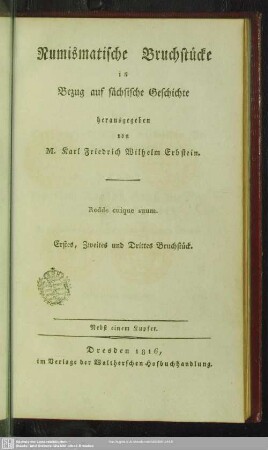 Numismatische Bruchstücke
in
Bezug auf sächsische Geschichte
herausgegeben
von
M. Karl Friedrich Wilhelm Erbstein.
Redde cuique suum.
Erstes, Zweites und Drittes Bruchstück.
Nebst einem Kupfer.
Dresden 1816,
im Verlage der Waltherschen Hofbuchhandlung.